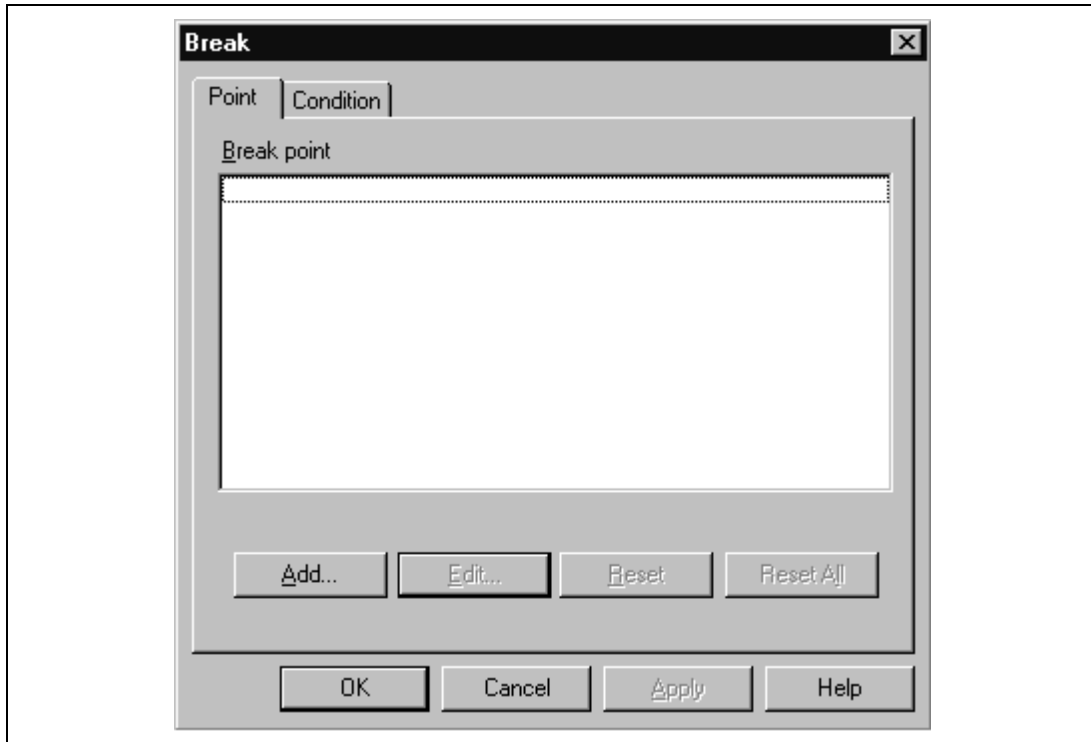 Break
Point Condition
Break point
Add... Edit... Reset Reset All
OK Cancel Apply Help